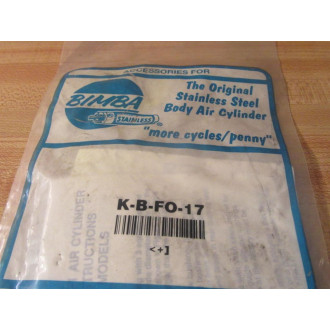 ACCESSORIES FOR
BIMBA
STAINLESS
The Original
Stainless Steel
Body Air Cylinder
"more cycles/penny"
K-B-FO-17
<+]
AIR CYLINDER
INSTRUCTIONS
MODELS